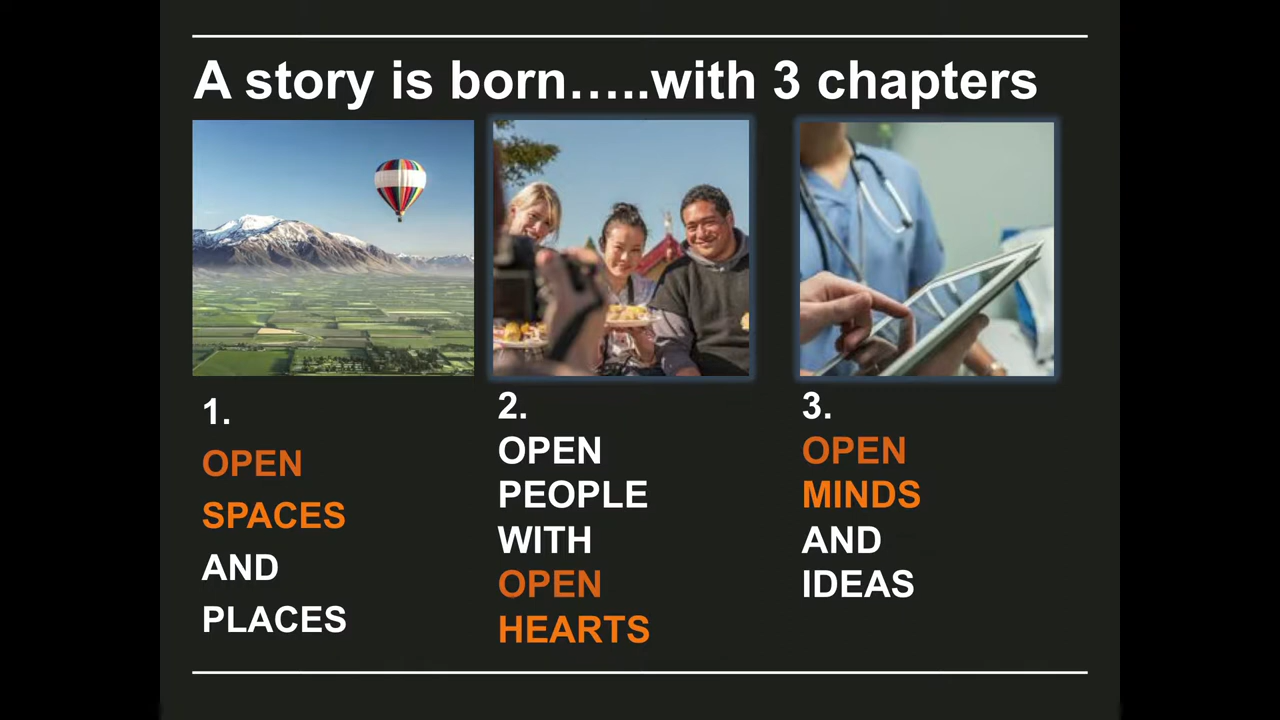 A story is born…..with 3 chapters
1.
OPEN
SPACES
AND
PLACES
2.
OPEN
PEOPLE
WITH
OPEN
HEARTS
3.
OPEN
MINDS
AND
IDEAS